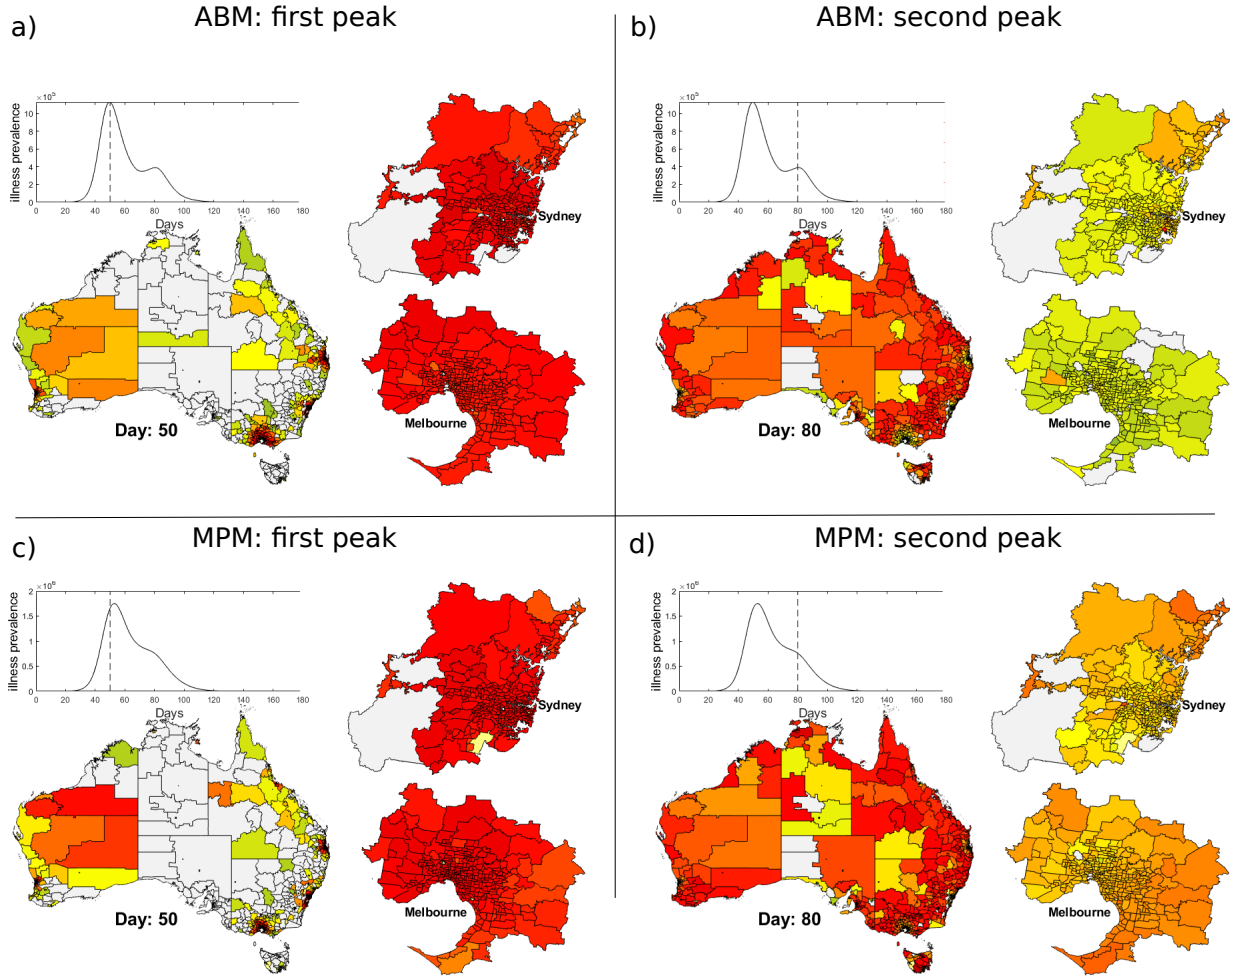 a)
ABM: first peak
×10⁵
illness prevalence
10
8
6
4
2
0
0 20 40 60 80 100 120 140 160 180
Days
Sydney
Melbourne
Day: 50
b)
ABM: second peak
×10⁵
illness prevalence
10
8
6
4
2
0
0 20 40 60 80 100 120 140 160 180
Days
Sydney
Melbourne
Day: 80
c)
MPM: first peak
×10⁶
illness prevalence
2
1.5
1
0.5
0
0 20 40 60 80 100 120 140 160 180
Days
Sydney
Melbourne
Day: 50
d)
MPM: second peak
×10⁶
illness prevalence
2
1.5
1
0.5
0
0 20 40 60 80 100 120 140 160 180
Days
Sydney
Melbourne
Day: 80